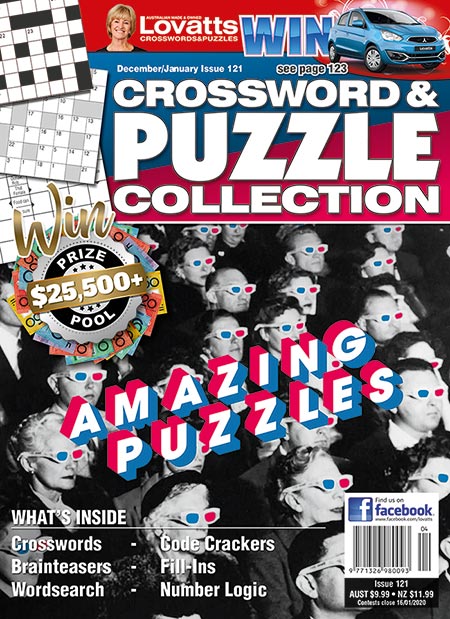 AUSTRALIAN MADE & OWNED
Lovatts
CROSSWORDS&PUZZLES
WIN
see page 123
December/January Issue 121
CROSSWORD &
PUZZLE
COLLECTION
Win
PRIZE
$25,500+
POOL
AMAZING
PUZZLES
WHAT'S INSIDE
Crosswords - Code Crackers
Brainteasers - Fill-Ins
Wordsearch - Number Logic
Find us on
facebook
www.facebook.com/lovatts
04
9 771326 980093
Issue 121
AUST $9.99 • NZ $11.99
Contests close 16/01/2020